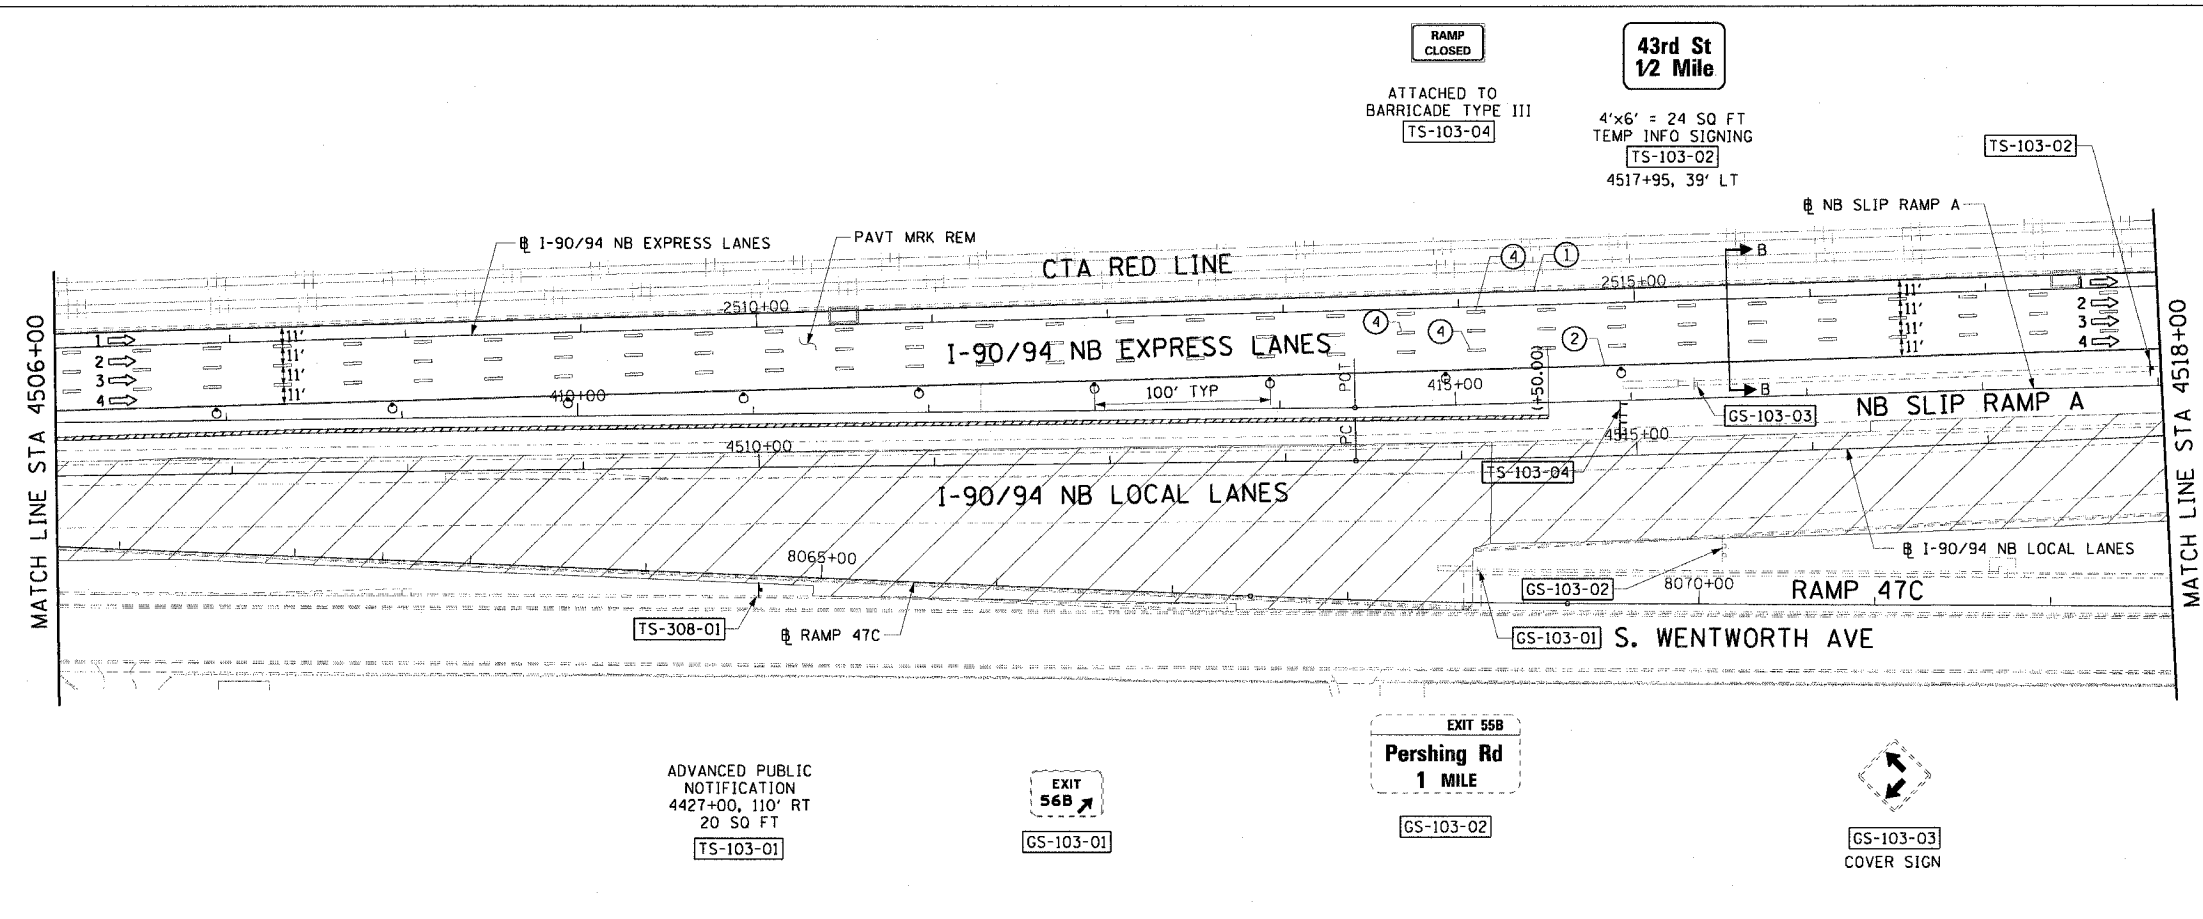 RAMP
CLOSED
ATTACHED TO
BARRICADE TYPE III
TS-103-04
43rd St
1/2 Mile
4'x6' = 24 SQ FT
TEMP INFO SIGNING
TS-103-02
4517+95, 39' LT
TS-103-02
℄ NB SLIP RAMP A
℄ I-90/94 NB EXPRESS LANES
PAVT MRK REM
CTA RED LINE
4
1
B
2510+00
2515+00
1
2
3
4
11'
11'
11'
11'
I-90/94 NB EXPRESS LANES
4
4
2
11'
11'
11'
11'
1
2
3
4
410+00
100' TYP
POT
415+00
(+50.00)
B
GS-103-03
NB SLIP RAMP A
4510+00
PC
4515+00
TS-103-04
I-90/94 NB LOCAL LANES
MATCH LINE STA 4506+00
MATCH LINE STA 4518+00
8065+00
℄ I-90/94 NB LOCAL LANES
GS-103-02
8070+00
RAMP 47C
TS-308-01
℄ RAMP 47C
GS-103-01
S. WENTWORTH AVE
ADVANCED PUBLIC
NOTIFICATION
4427+00, 110' RT
20 SQ FT
TS-103-01
EXIT
56B
GS-103-01
EXIT 55B
Pershing Rd
1 MILE
GS-103-02
GS-103-03
COVER SIGN